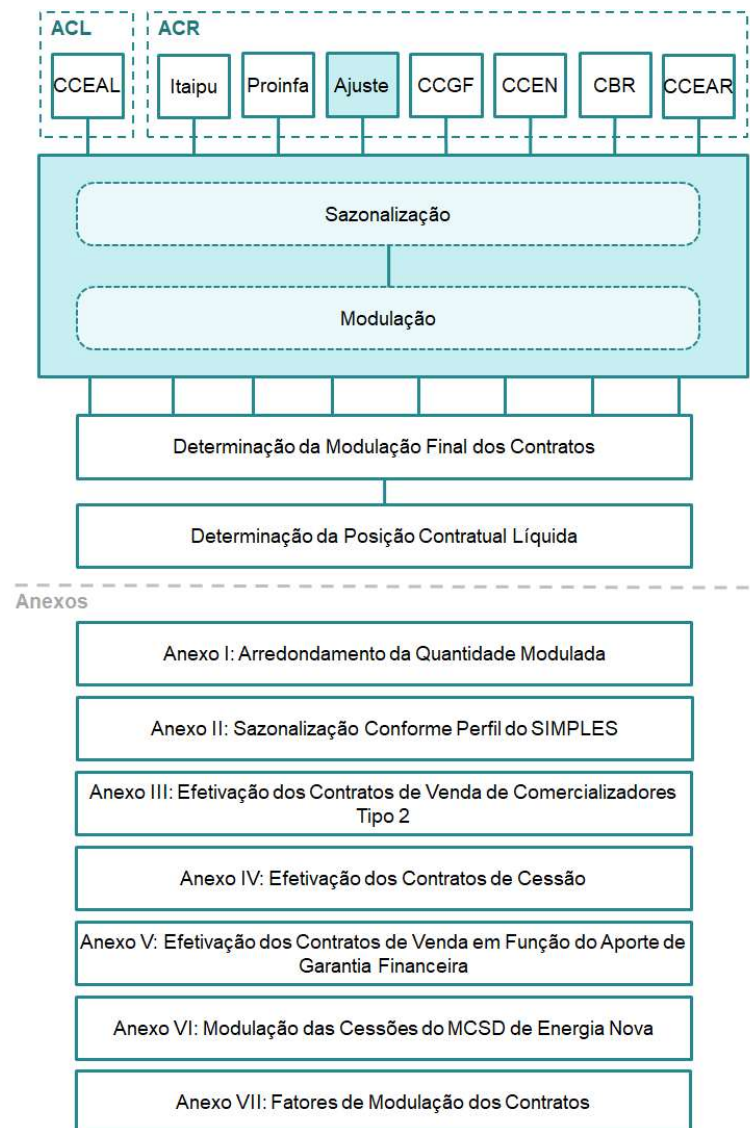 ACL
ACR
CCEAL
Itaipu
Proinfa
Ajuste
CCGF
CCEN
CBR
CCEAR
Sazonalização
Modulação
Determinação da Modulação Final dos Contratos
Determinação da Posição Contratual Líquida
Anexos
Anexo I: Arredondamento da Quantidade Modulada
Anexo II: Sazonalização Conforme Perfil do SIMPLES
Anexo III: Efetivação dos Contratos de Venda de Comercializadores
Tipo 2
Anexo IV: Efetivação dos Contratos de Cessão
Anexo V: Efetivação dos Contratos de Venda em Função do Aporte de
Garantia Financeira
Anexo VI: Modulação das Cessões do MCSD de Energia Nova
Anexo VII: Fatores de Modulação dos Contratos